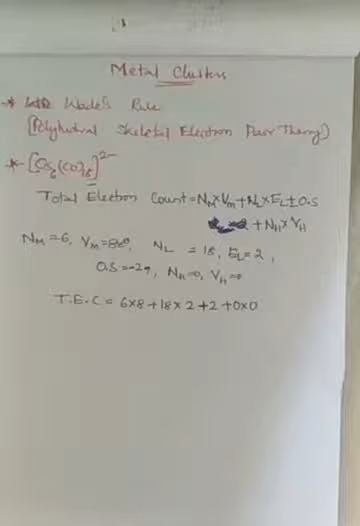 Metal Clusters
* Wade's Rule
(Polyhedral Skeletal Electron Pair Theory)
* [Os6(CO)18]2-
Total Electron Count = NM×VM+NL×EL±O.S
+NH×VH
NM=6, VM=8e⊖, NL = 18, EL=2,
O.S=-2, NH=0, VH=0
T.E.C = 6×8+18×2+2+0×0